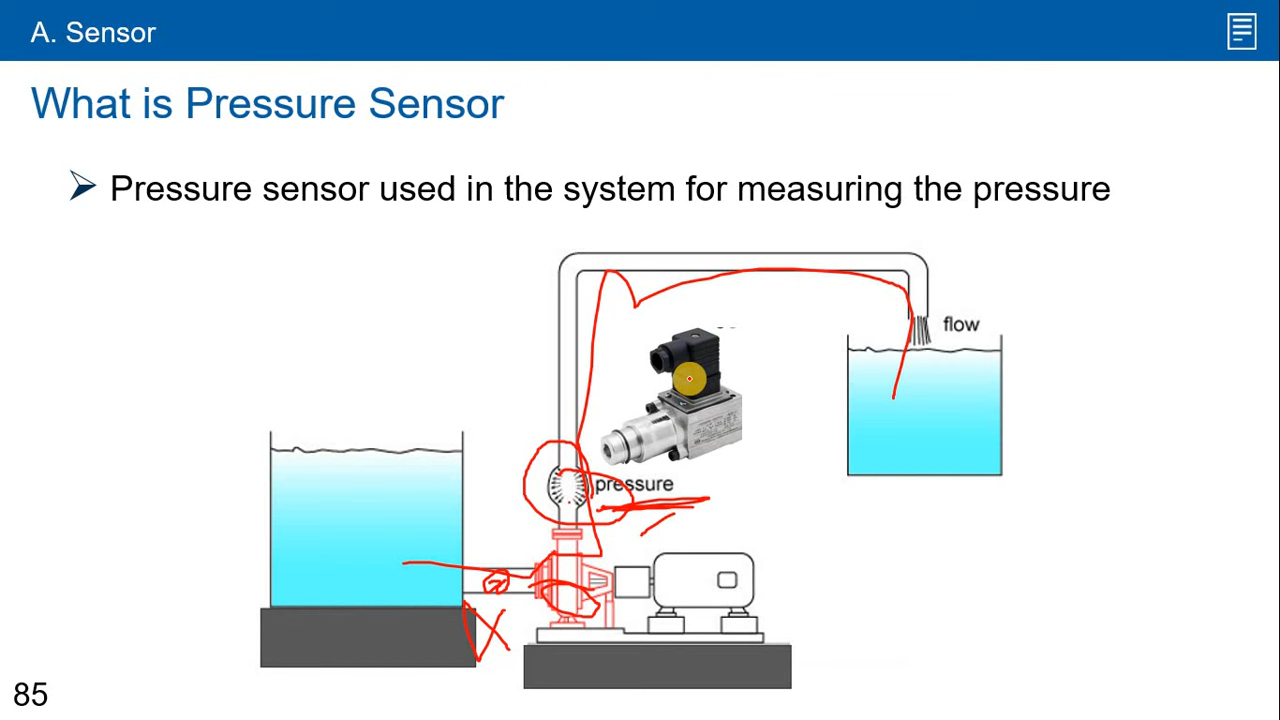 A. Sensor
What is Pressure Sensor
Pressure sensor used in the system for measuring the pressure
flow
pressure
85